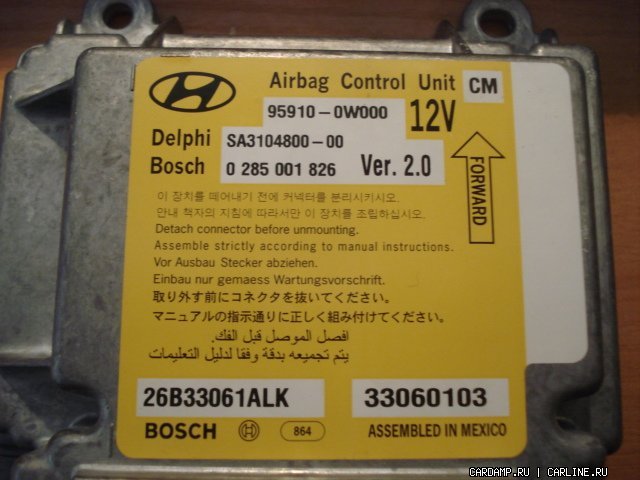 Airbag Control Unit CM
95910-0W000 12V
Delphi SA3104800-00
Bosch 0 285 001 826 Ver. 2.0
FORWARD
이 장치를 떼어내기 전에 커넥터를 분리시키시오.
안내 책자의 지침에 따라서만 이 장치를 조립하십시오.
Detach connector before unmounting.
Assemble strictly according to manual instructions.
Vor Ausbau Stecker abziehen.
Einbau nur gemaess Wartungsvorschrift.
取り外す前にコネクタを抜いてください。
マニュアルの指示通りに正しく組み付けてください。
افصل الموصل قبل الفك.
يتم تجميعه بدقة وفقا لدليل التعليمات
26B33061ALK 33060103
BOSCH 864 ASSEMBLED IN MEXICO
CARDAMP.RU | CARLINE.RU